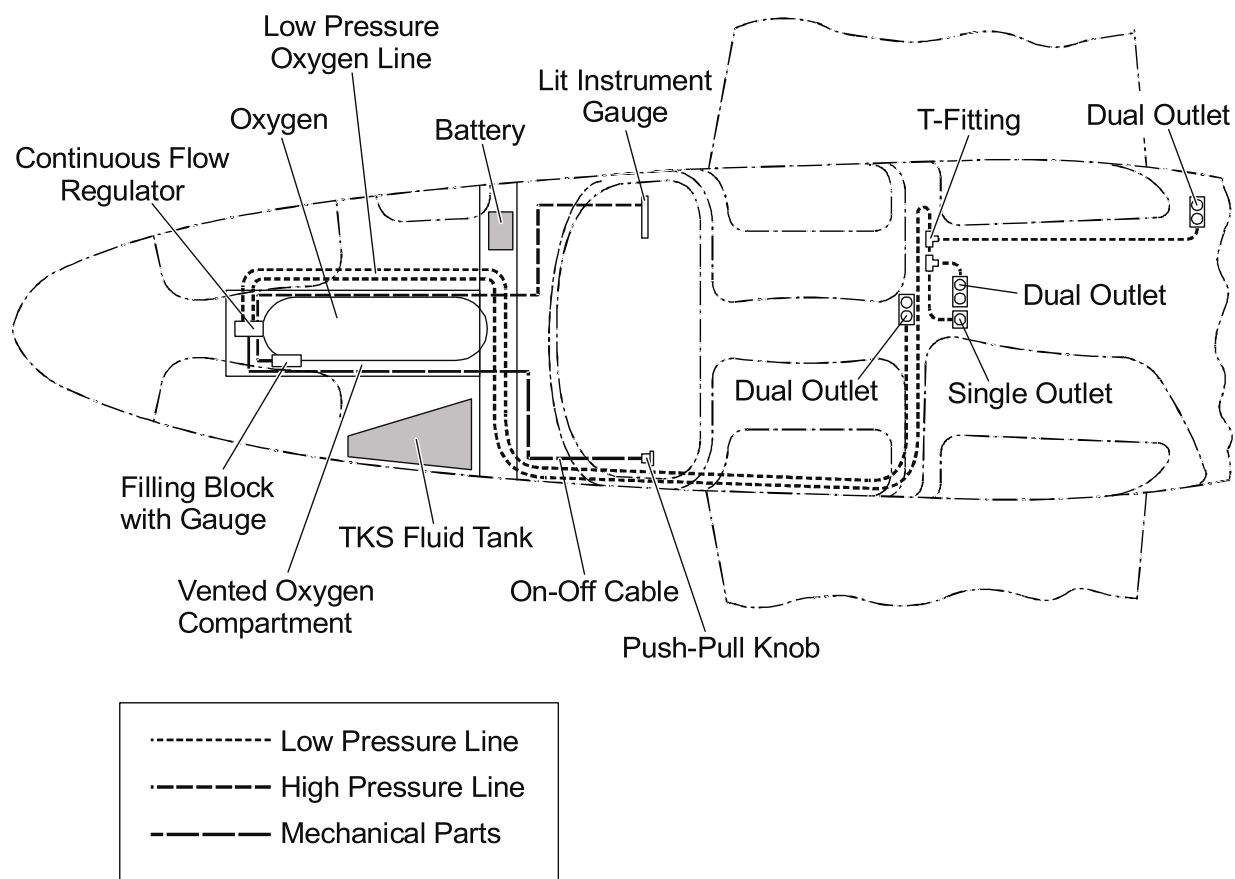 Low Pressure
Oxygen Line
Lit Instrument
Gauge
Oxygen
Battery
T-Fitting
Dual Outlet
Continuous Flow
Regulator
Dual Outlet
Dual Outlet
Single Outlet
Filling Block
with Gauge
TKS Fluid Tank
Vented Oxygen
Compartment
On-Off Cable
Push-Pull Knob
Low Pressure Line
High Pressure Line
Mechanical Parts